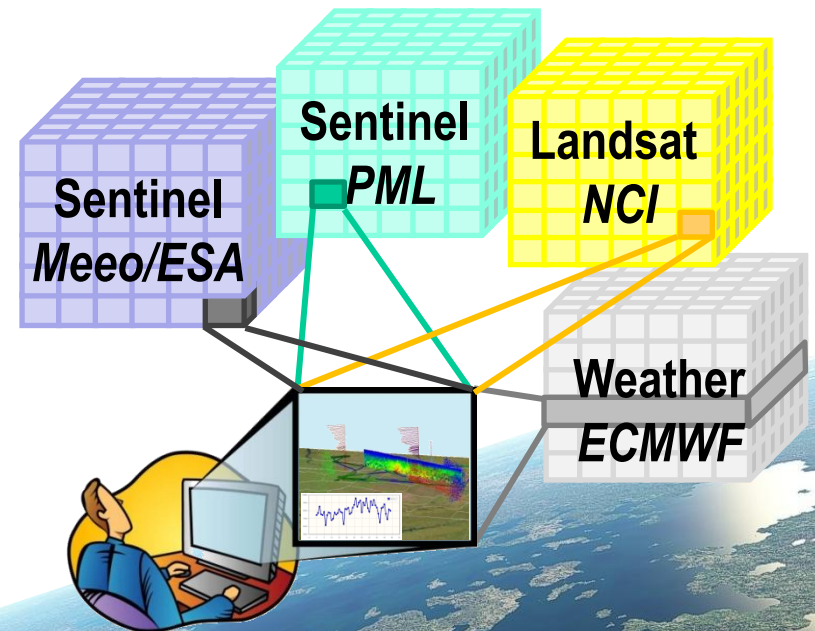 Sentinel
Meeo/ESA
Sentinel
PML
Landsat
NCI
Weather
ECMWF